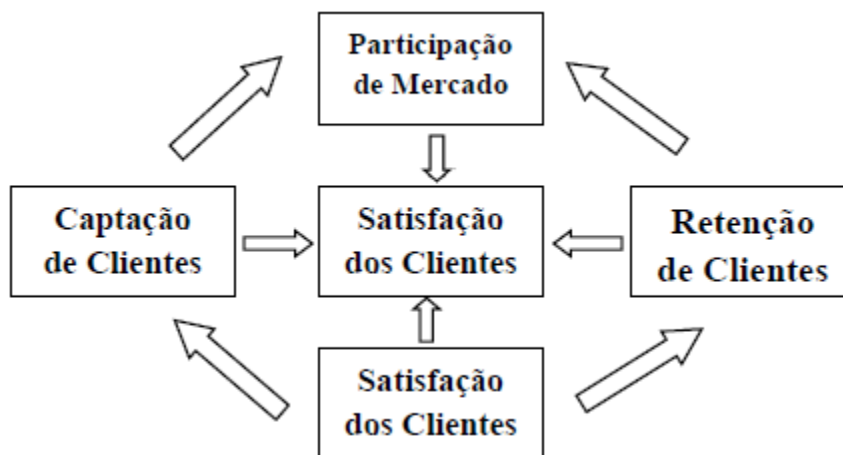 Participação
de Mercado
Captação
de Clientes
Satisfação
dos Clientes
Retenção
de Clientes
Satisfação
dos Clientes